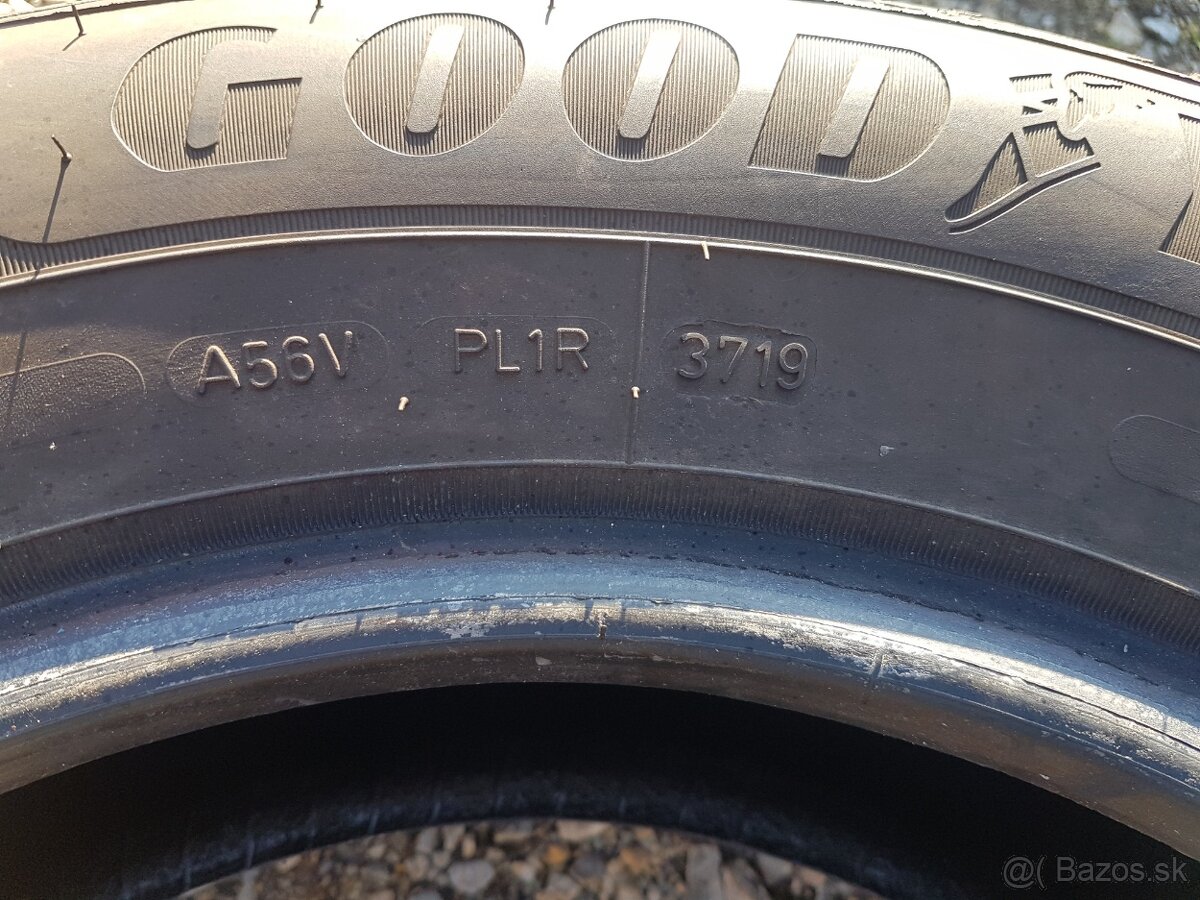 GOOD
A56V PL1R 3719
@( Bazos.sk